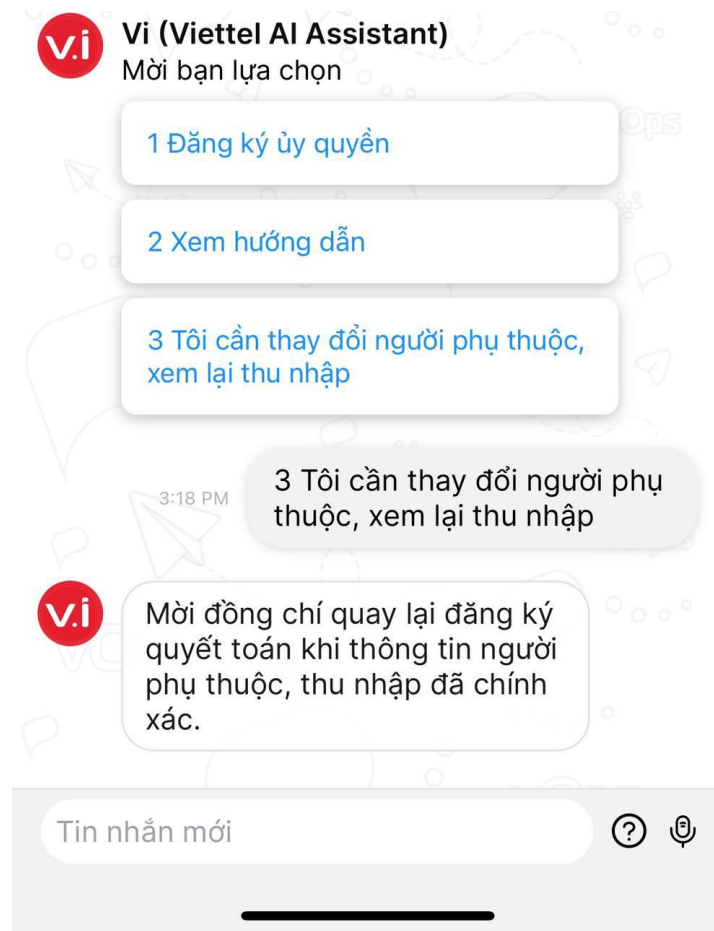 V.i
Vi (Viettel AI Assistant)
Mời bạn lựa chọn
Ops
1 Đăng ký ủy quyền
2 Xem hướng dẫn
3 Tôi cần thay đổi người phụ thuộc,
xem lại thu nhập
3:18 PM
3 Tôi cần thay đổi người phụ
thuộc, xem lại thu nhập
V.i
Mời đồng chí quay lại đăng ký
quyết toán khi thông tin người
phụ thuộc, thu nhập đã chính
xác.
Tin nhắn mới